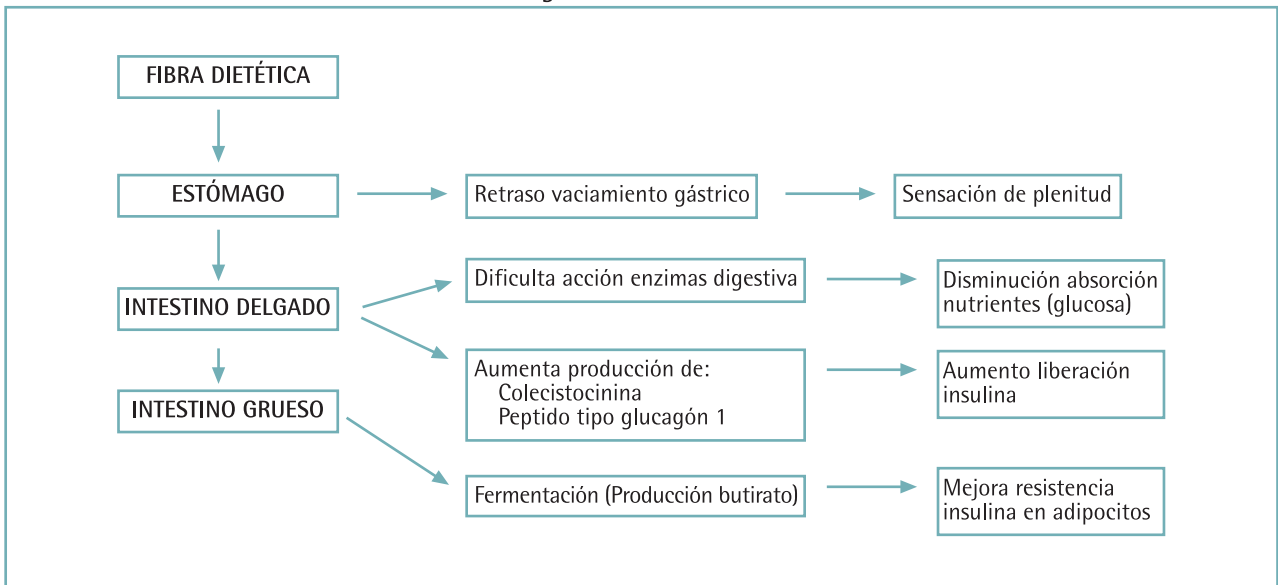 FIBRA DIETÉTICA
ESTÓMAGO
Retraso vaciamiento gástrico
Sensación de plenitud
INTESTINO DELGADO
Dificulta acción enzimas digestiva
Disminución absorción
nutrientes (glucosa)
Aumenta producción de:
Colecistocinina
Peptido tipo glucagón 1
Aumento liberación
insulina
INTESTINO GRUESO
Fermentación (Producción butirato)
Mejora resistencia
insulina en adipocitos